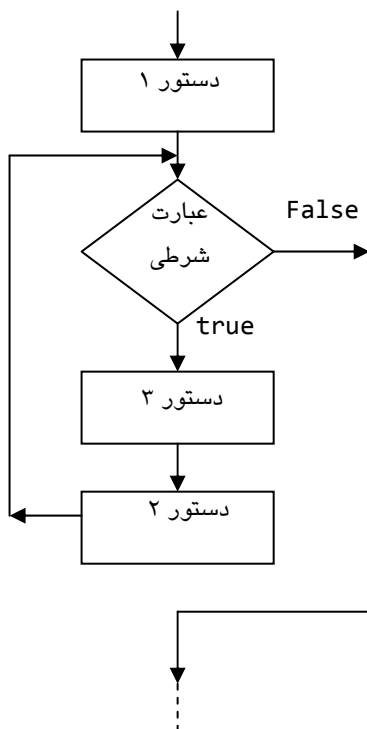 دستور ۱
عبارت
شرطی
False
true
دستور ۳
دستور ۲